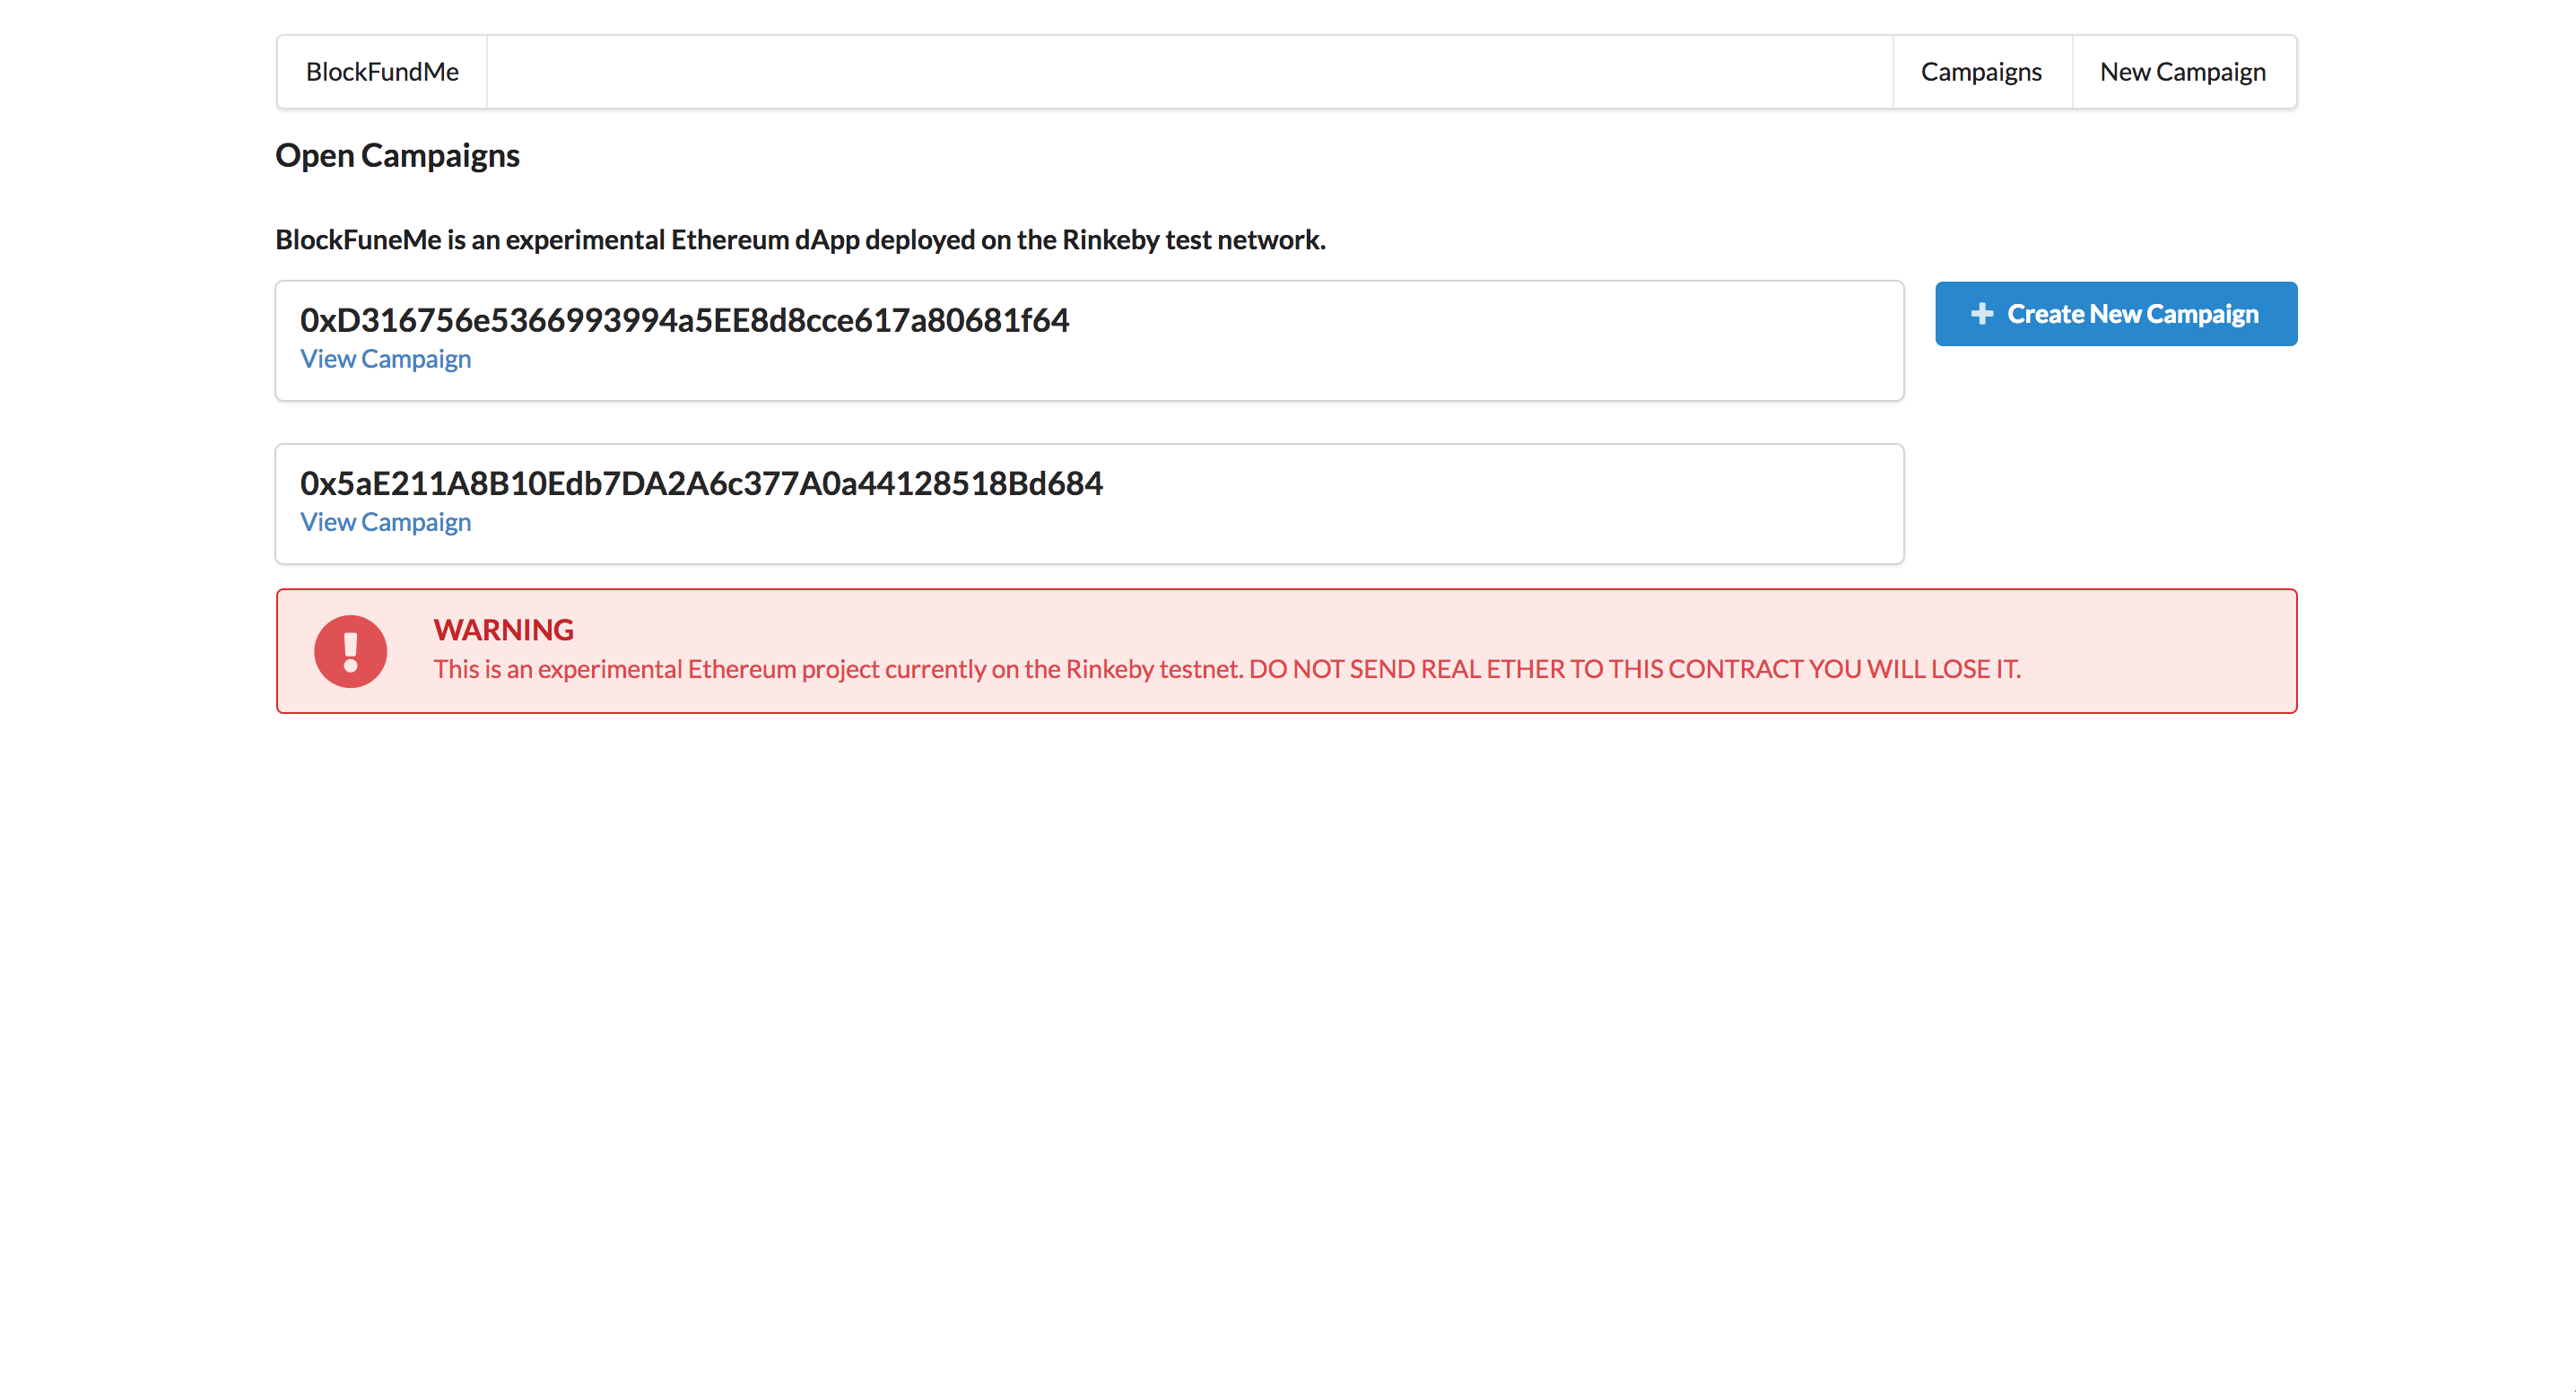 BlockFundMe
Campaigns
New Campaign
Open Campaigns
BlockFuneMe is an experimental Ethereum dApp deployed on the Rinkeby test network.
0xD316756e5366993994a5EE8d8cce617a80681f64
View Campaign
Create New Campaign
0x5aE211A8B10Edb7DA2A6c377A0a44128518Bd684
View Campaign
WARNING
This is an experimental Ethereum project currently on the Rinkeby testnet. DO NOT SEND REAL ETHER TO THIS CONTRACT YOU WILL LOSE IT.